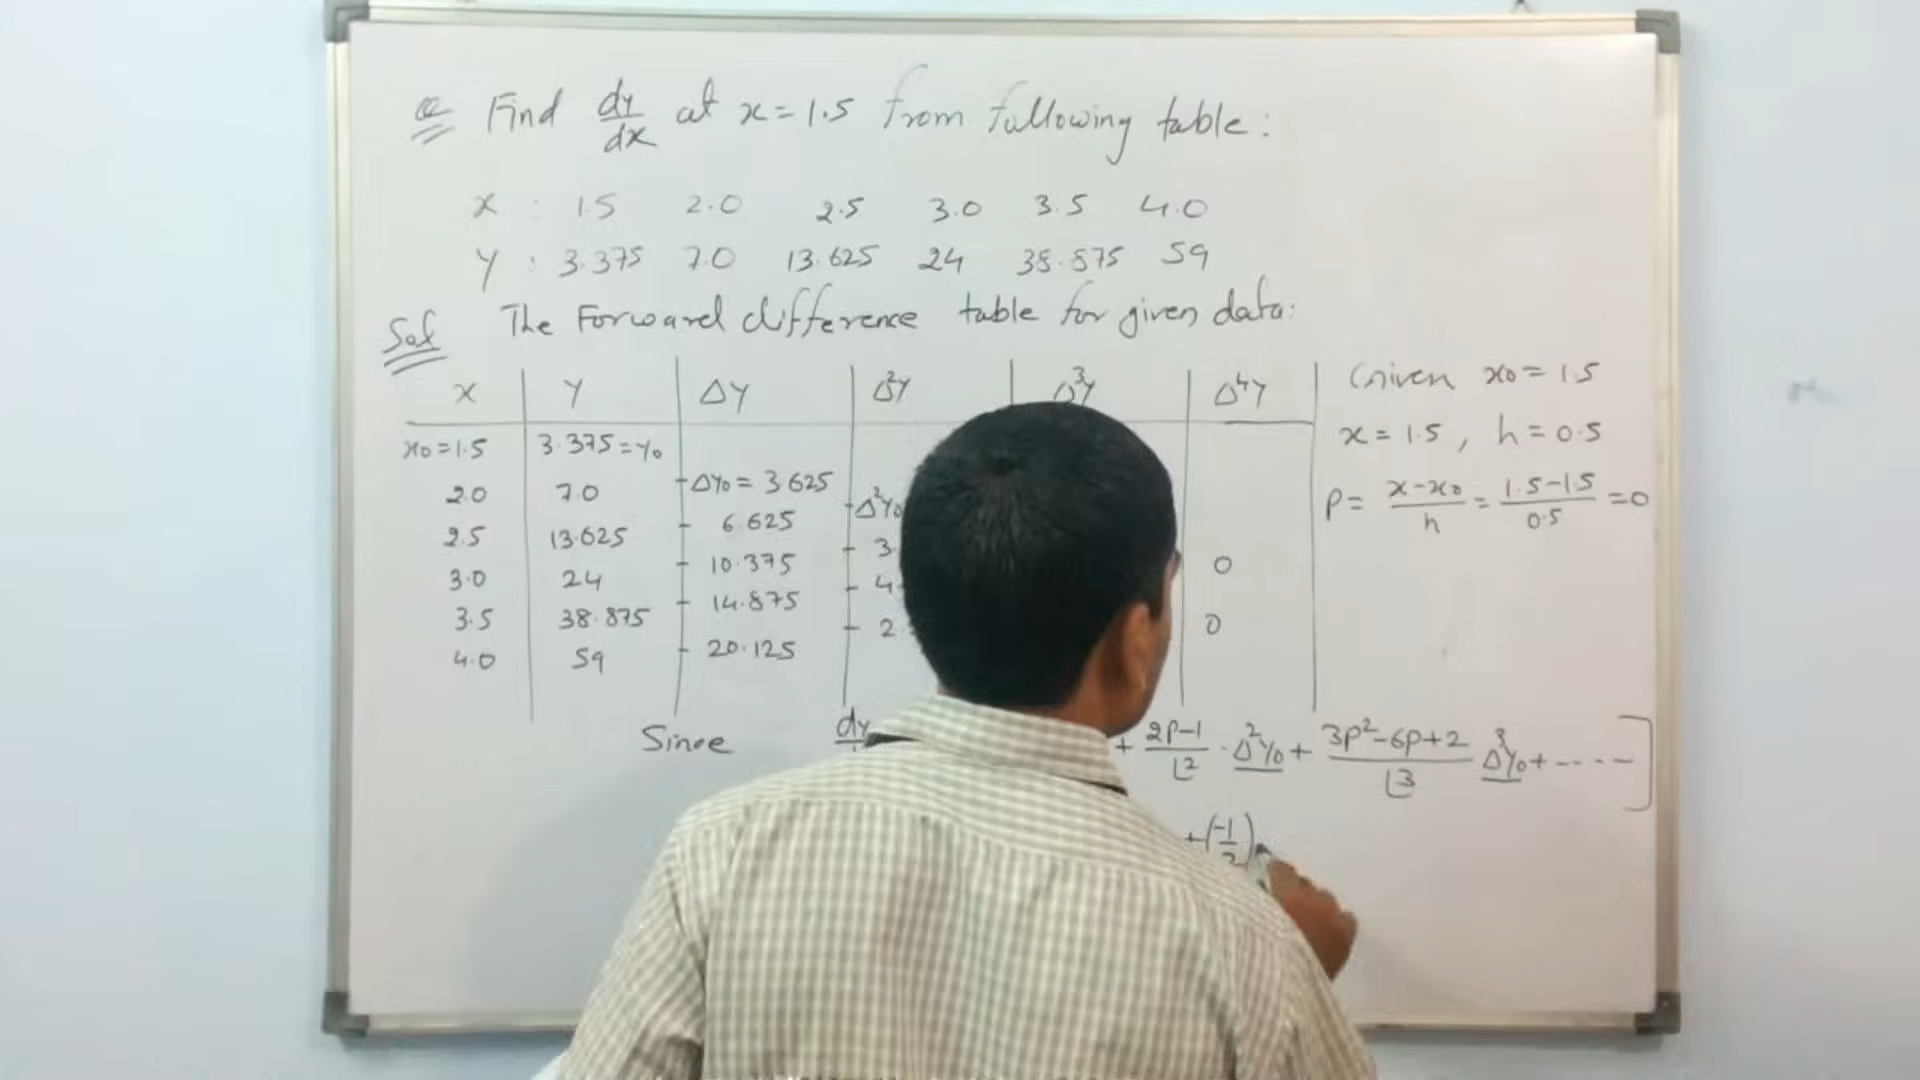 Q Find dy/dx at x=1.5 from following table:
x : 1.5 2.0 2.5 3.0 3.5 4.0
y : 3.375 7.0 13.625 24 38.875 59
Sol The Forward difference table for given data:
x y Δy Δ²y Δ³y Δ⁴y
x0=1.5 3.375=y0
Δy0= 3.625
2.0 7.0 Δ²y0
6.625
2.5 13.625 3
10.375 0
3.0 24 4
14.875 0
3.5 38.875 2
20.125
4.0 59
Given x0=1.5
x=1.5, h=0.5
P= x-x0/h = 1.5-1.5/0.5 =0
Since dy + 2P-1/⌊2 · Δ²y0 + 3P²-6P+2/⌊3 Δ³y0 + ---- ]
+(-1/2)